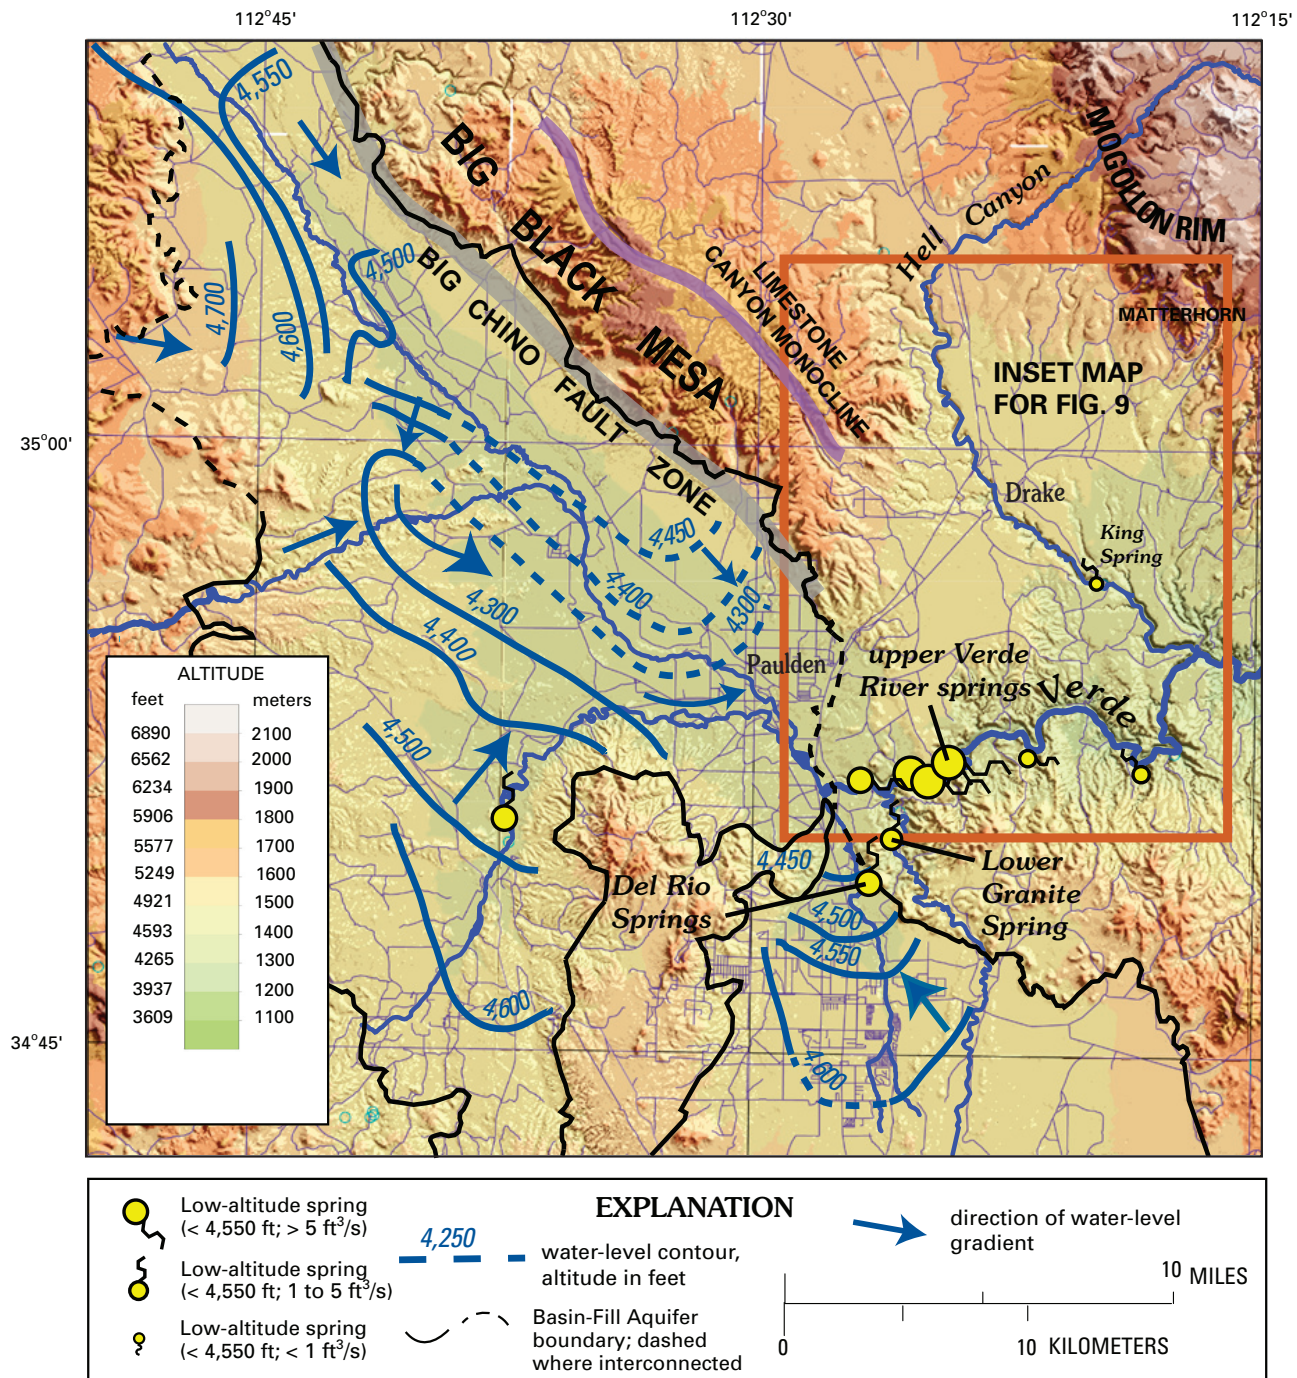 112°45'
112°30'
112°15'
35°00'
34°45'
4,550
BIG
BLACK
MESA
MOGOLLON RIM
Hell Canyon
4,500
BIG CHINO FAULT ZONE
LIMESTONE
CANYON MONOCLINE
MATTERHORN
4,700
4,600
INSET MAP
FOR FIG. 9
Drake
King
Spring
4,450
4,400
4300
4,300
4,400
Paulden
upper Verde
River springs
Verde
4,500
4,450
Del Rio
Springs
Lower
Granite
Spring
4,500
4,550
4,600
4,600
ALTITUDE
feet meters
6890 2100
6562 2000
6234 1900
5906 1800
5577 1700
5249 1600
4921 1500
4593 1400
4265 1300
3937 1200
3609 1100
EXPLANATION
Low-altitude spring
(< 4,550 ft; > 5 ft³/s)
Low-altitude spring
(< 4,550 ft; 1 to 5 ft³/s)
Low-altitude spring
(< 4,550 ft; < 1 ft³/s)
4,250
water-level contour,
altitude in feet
Basin-Fill Aquifer
boundary; dashed
where interconnected
direction of water-level
gradient
10 MILES
0 10 KILOMETERS